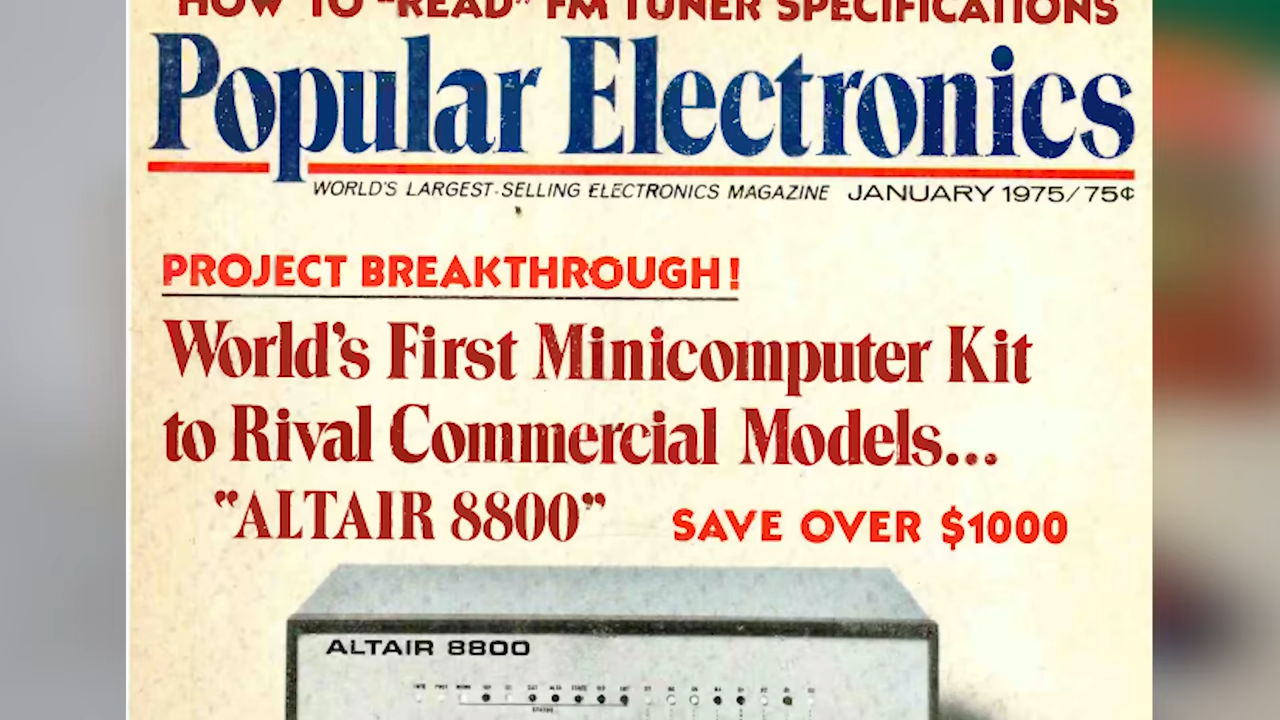 HOW TO "READ" FM TUNER SPECIFICATIONS
Popular Electronics
WORLD'S LARGEST-SELLING ELECTRONICS MAGAZINE JANUARY 1975/75¢
PROJECT BREAKTHROUGH!
World's First Minicomputer Kit
to Rival Commercial Models...
"ALTAIR 8800" SAVE OVER $1000
ALTAIR 8800
STATUS